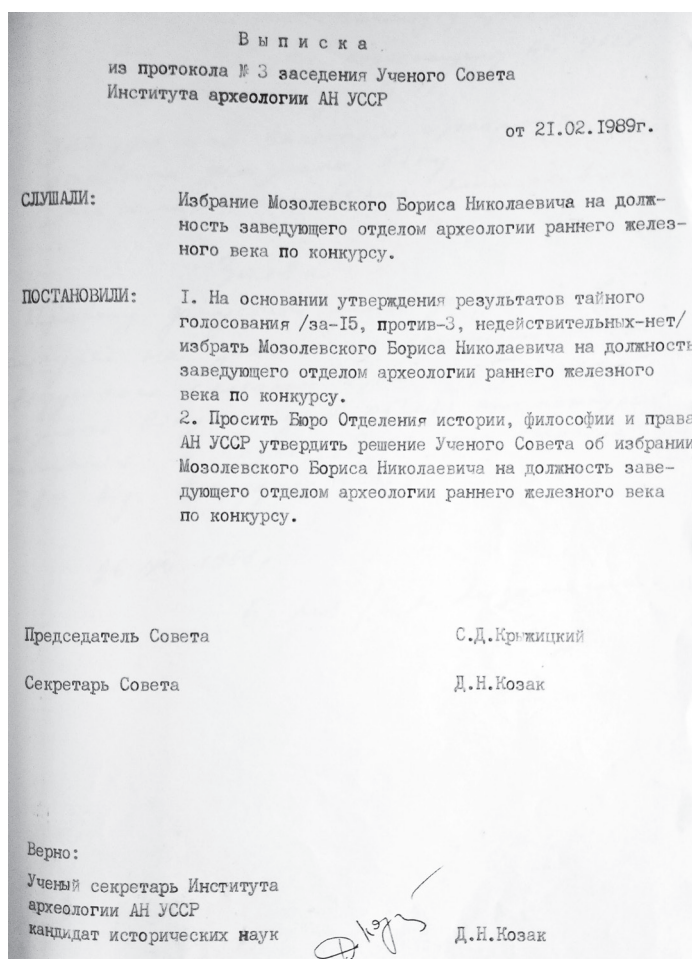 В ы п и с к а
из протокола № 3 заседения Ученого Совета
Института археологии АН УССР
от 21.02.1989г.
СЛУШАЛИ: Избрание Мозолевского Бориса Николаевича на долж-
ность заведующего отделом археологии раннего желез-
ного века по конкурсу.
ПОСТАНОВИЛИ: 1. На основании утверждения результатов тайного
голосования /за-15, против-3, недействительных-нет/
избрать Мозолевского Бориса Николаевича на должность
заведующего отделом археологии раннего железного
века по конкурсу.
2. Просить Бюро Отделения истории, философии и права
АН УССР утвердить решение Ученого Совета об избрании
Мозолевского Бориса Николаевича на должность заве-
дующего отделом археологии раннего железного века
по конкурсу.
Председатель Совета С.Д.Крыжицкий
Секретарь Совета Д.Н.Козак
Верно:
Ученый секретарь Института
археологии АН УССР
кандидат исторических наук Д.Н.Козак